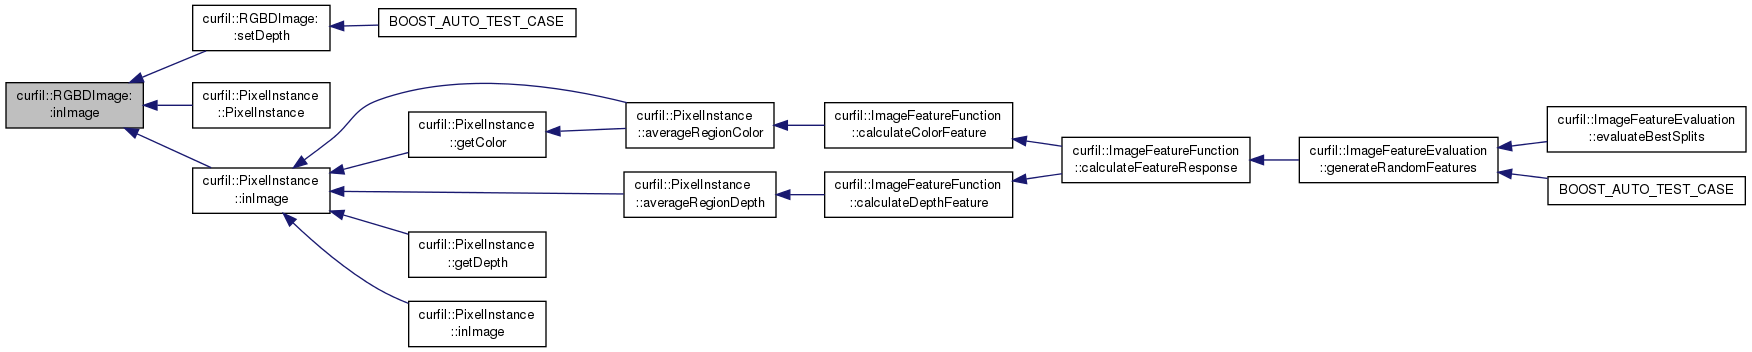 curfil::RGBDImage:
:inImage
curfil::RGBDImage:
:setDepth
BOOST_AUTO_TEST_CASE
curfil::PixelInstance
::PixelInstance
curfil::PixelInstance
::inImage
curfil::PixelInstance
::getColor
curfil::PixelInstance
::averageRegionColor
curfil::ImageFeatureFunction
::calculateColorFeature
curfil::PixelInstance
::averageRegionDepth
curfil::ImageFeatureFunction
::calculateDepthFeature
curfil::ImageFeatureFunction
::calculateFeatureResponse
curfil::ImageFeatureEvaluation
::generateRandomFeatures
curfil::ImageFeatureEvaluation
::evaluateBestSplits
BOOST_AUTO_TEST_CASE
curfil::PixelInstance
::getDepth
curfil::PixelInstance
::inImage